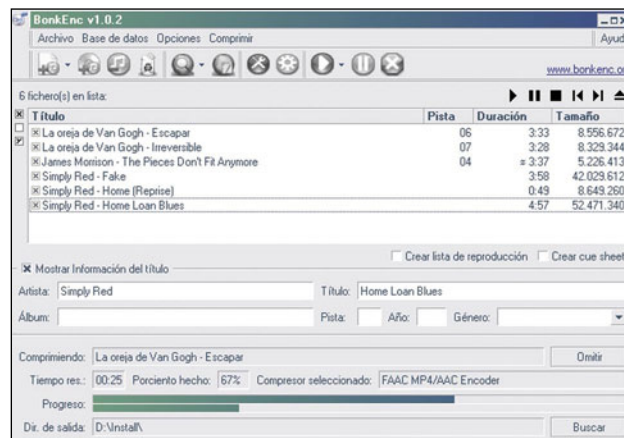 BonkEnc v1.0.2
Archivo Base de datos Opciones Comprimir Ayud
www.bonkenc.or
6 fichero(s) en lista:
Título Pista Duración Tamaño
La oreja de Van Gogh - Escapar 06 3:33 8.556.672
La oreja de Van Gogh - Irreversible 07 3:28 8.329.344
James Morrison - The Pieces Don't Fit Anymore 04 ≈ 3:37 5.226.413
Simply Red - Fake 3:58 42.029.612
Simply Red - Home (Reprise) 0:49 8.649.260
Simply Red - Home Loan Blues 4:57 52.471.340
Crear lista de reproducción Crear cue sheet
Mostrar Información del título
Artista: Simply Red Título: Home Loan Blues
Álbum: Pista: Año: Género:
Comprimiendo: La oreja de Van Gogh - Escapar Omitir
Tiempo res.: 00:25 Porciento hecho: 67% Compresor seleccionado: FAAC MP4/AAC Encoder
Progreso:
Dir. de salida: D:\Install\ Buscar